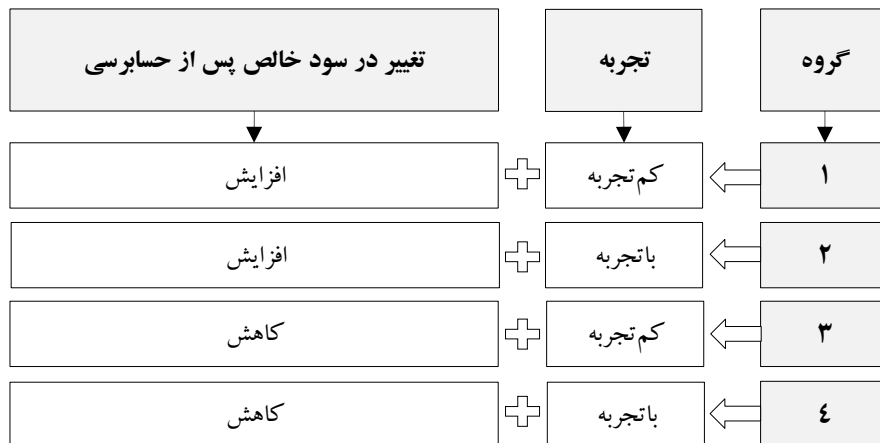 گروه تجربه تغییر در سود خالص پس از حسابرسی
۱ کم‌تجربه افزایش
۲ باتجربه افزایش
۳ کم‌تجربه کاهش
٤ باتجربه کاهش